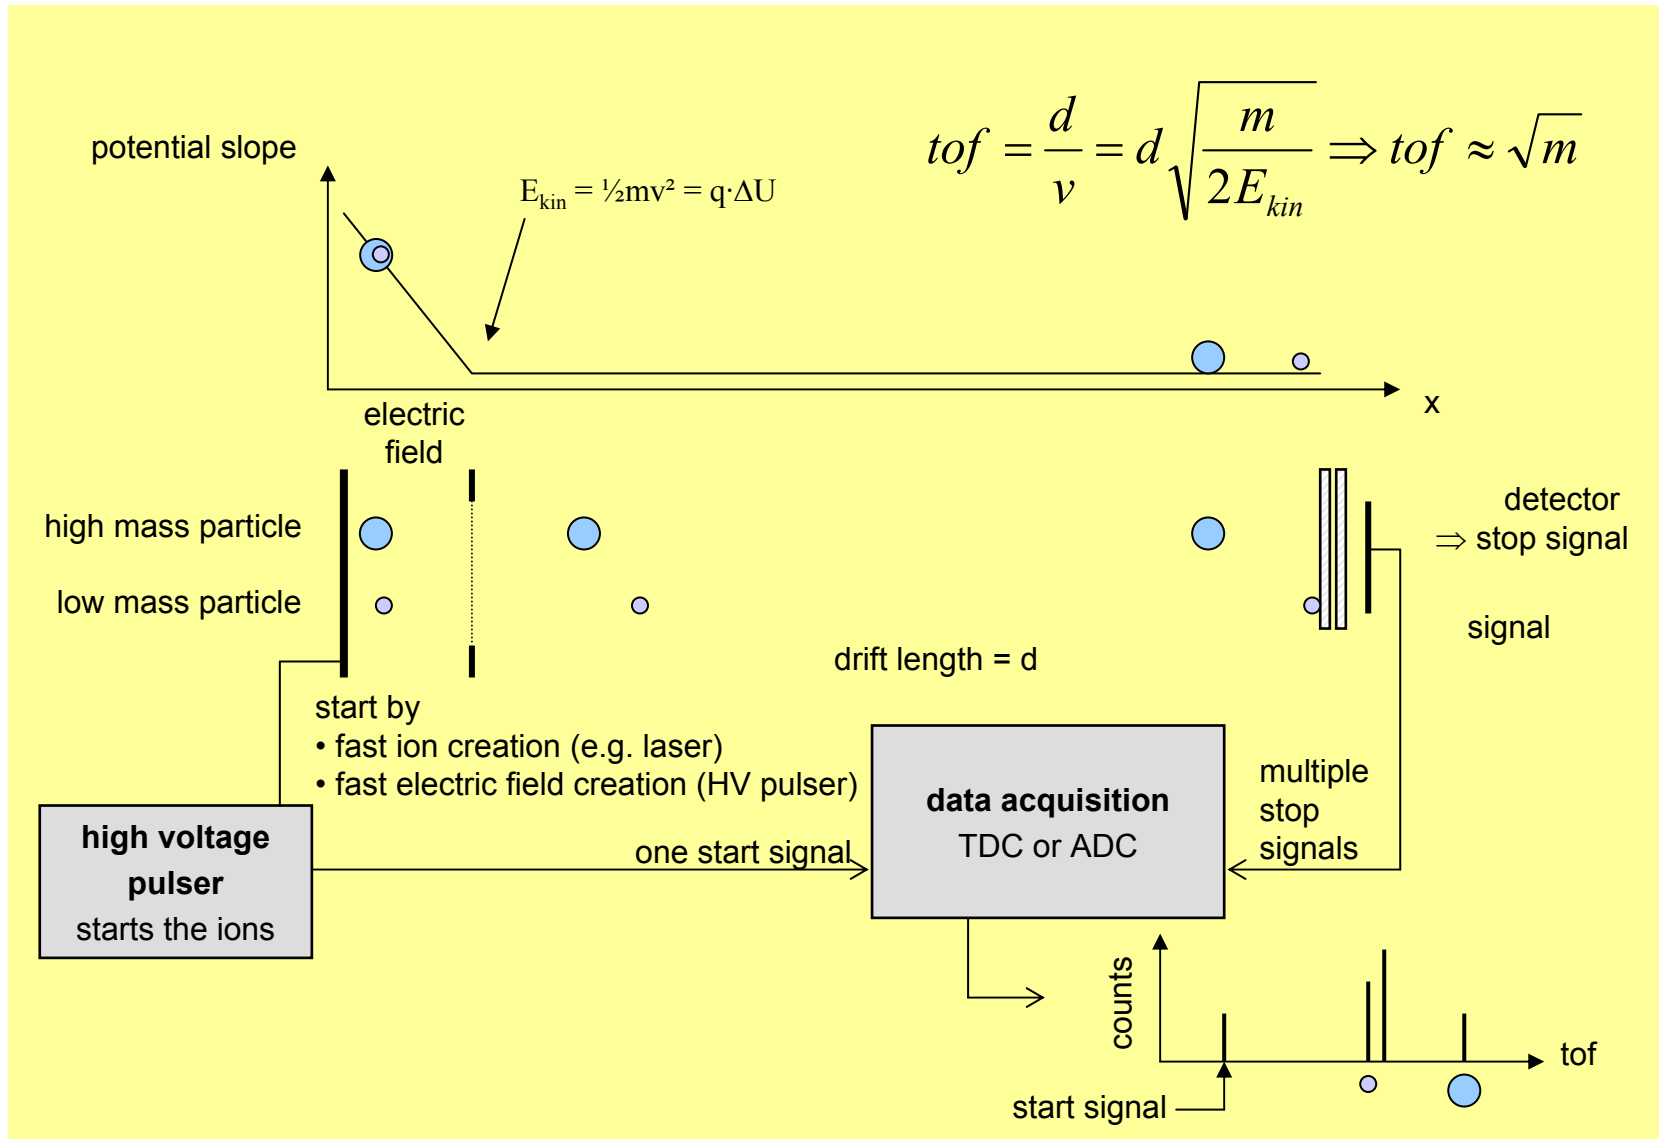 potential slope
E_kin = ½mv² = q·ΔU
tof = d/v = d√(m/(2E_kin)) ⇒ tof ≈ √m
x
electric
field
high mass particle
low mass particle
detector
⇒ stop signal
signal
drift length = d
start by
• fast ion creation (e.g. laser)
• fast electric field creation (HV pulser)
high voltage
pulser
starts the ions
one start signal
data acquisition
TDC or ADC
multiple
stop
signals
counts
tof
start signal